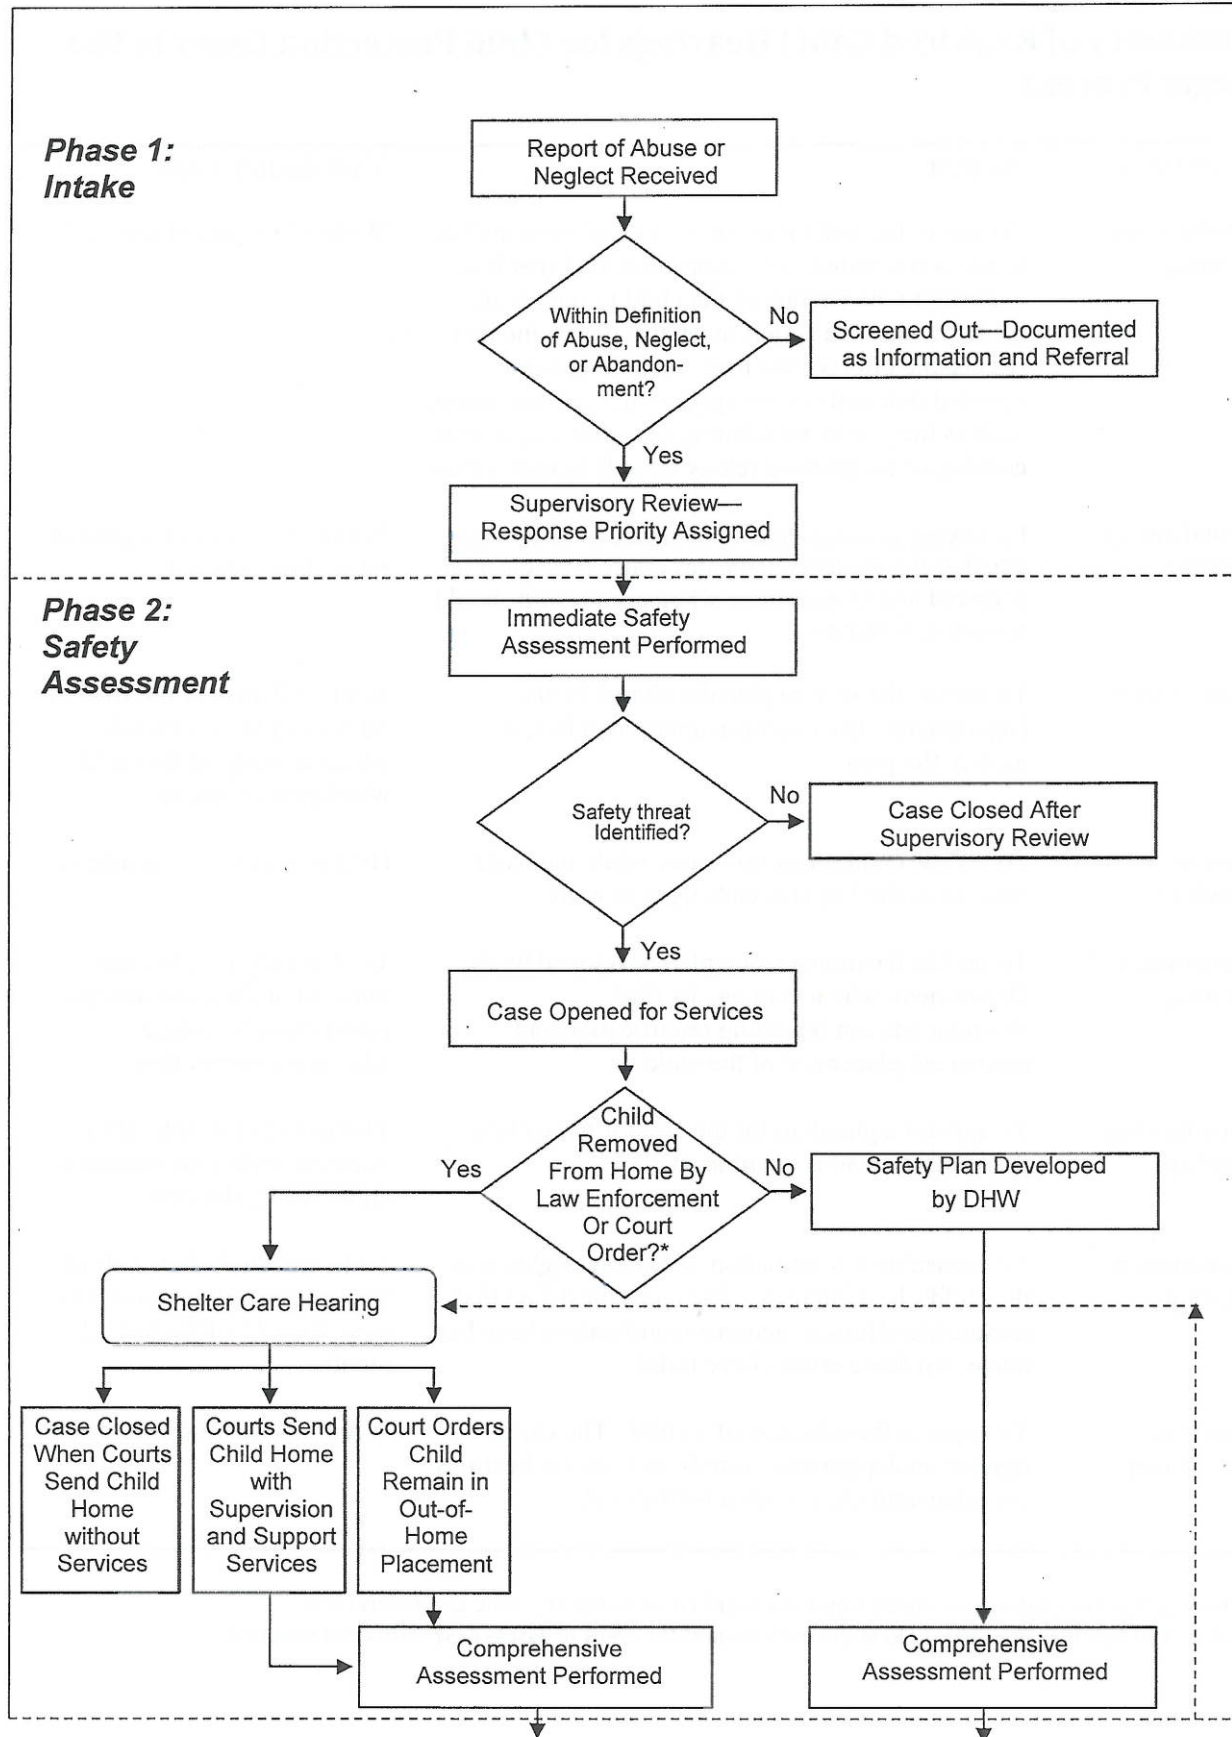 Phase 1:
Intake
Report of Abuse or
Neglect Received
Within Definition
of Abuse, Neglect,
or Abandon-
ment?
No
Screened Out—Documented
as Information and Referral
Yes
Supervisory Review—
Response Priority Assigned
Phase 2:
Safety
Assessment
Immediate Safety
Assessment Performed
Safety threat
Identified?
No
Case Closed After
Supervisory Review
Yes
Case Opened for Services
Child
Removed
From Home By
Law Enforcement
Or Court
Order?*
Yes
No
Safety Plan Developed
by DHW
Shelter Care Hearing
Case Closed
When Courts
Send Child
Home
without
Services
Courts Send
Child Home
with
Supervision
and Support
Services
Court Orders
Child
Remain in
Out-of-
Home
Placement
Comprehensive
Assessment Performed
Comprehensive
Assessment Performed